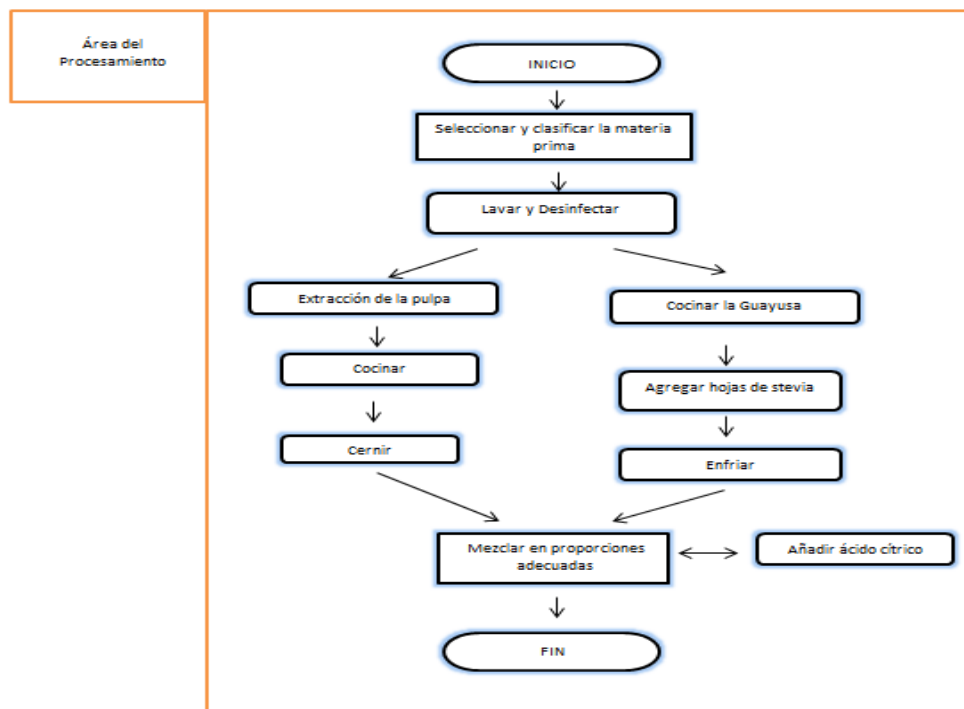 Área del
Procesamiento
INICIO
Seleccionar y clasificar la materia
prima
Lavar y Desinfectar
Extracción de la pulpa
Cocinar la Guayusa
Cocinar
Agregar hojas de stevia
Cernir
Enfriar
Mezclar en proporciones
adecuadas
Añadir ácido cítrico
FIN